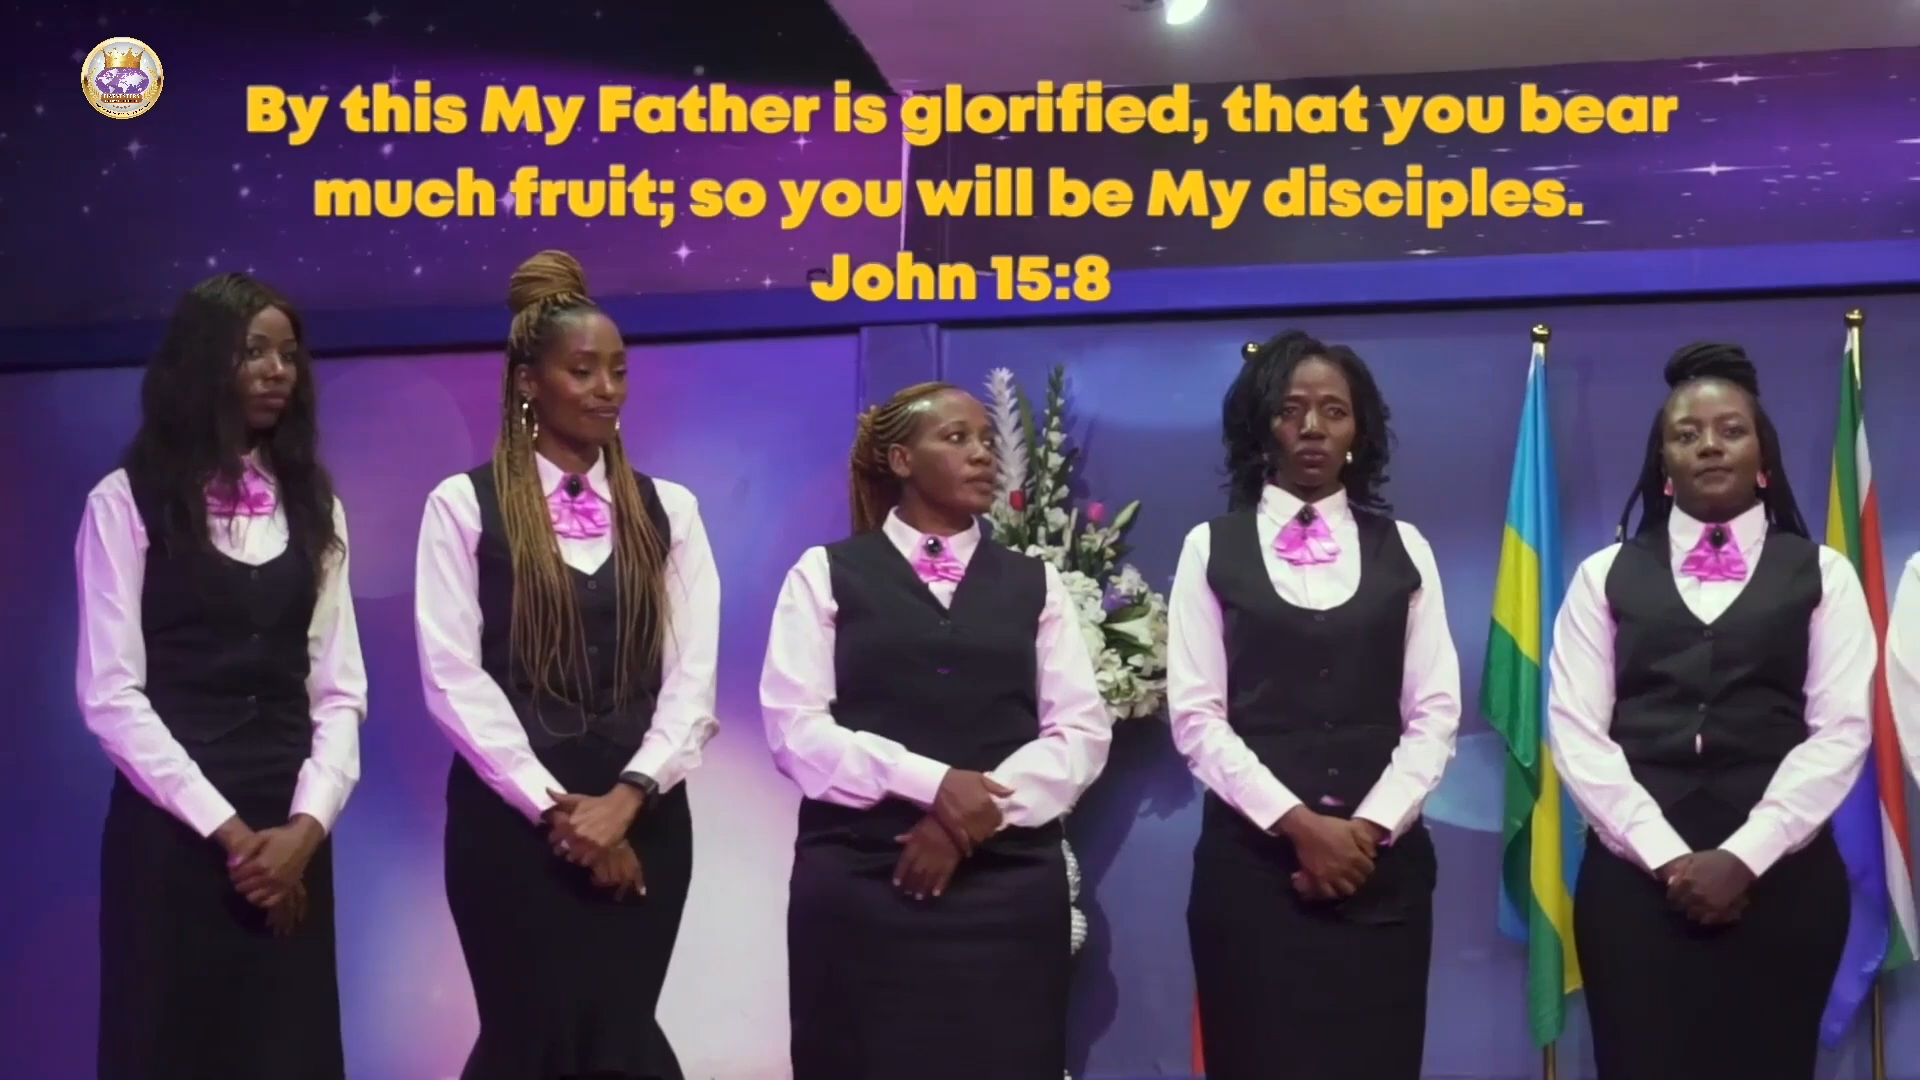 By this My Father is glorified, that you bear
much fruit; so you will be My disciples.
John 15:8